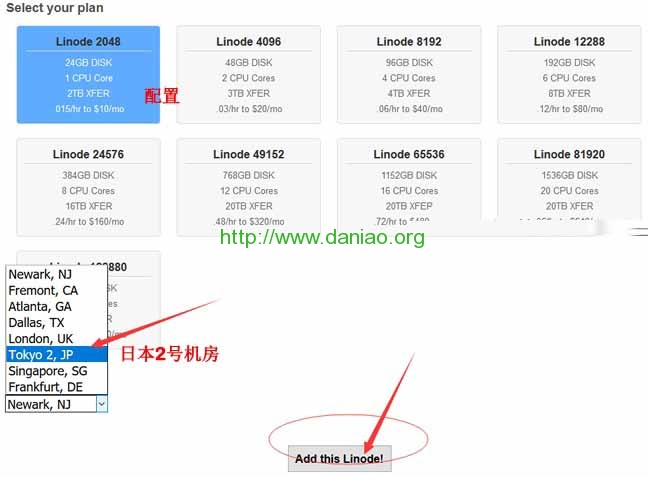 Select your plan
Linode 2048
24GB DISK
1 CPU Core
2TB XFER
.015/hr to $10/mo
配置
Linode 4096
48GB DISK
2 CPU Cores
3TB XFER
.03/hr to $20/mo
Linode 8192
96GB DISK
4 CPU Cores
4TB XFER
.06/hr to $40/mo
Linode 12288
192GB DISK
6 CPU Cores
8TB XFER
.12/hr to $80/mo
Linode 24576
384GB DISK
8 CPU Cores
16TB XFER
.24/hr to $160/mo
Linode 49152
768GB DISK
12 CPU Cores
20TB XFER
.48/hr to $320/mo
Linode 65536
1152GB DISK
16 CPU Cores
20TB XFEP
.72/hr to
Linode 81920
1536GB DISK
20 CPU Cores
20TB XFER
http://www.daniao.org
Newark, NJ
Fremont, CA
Atlanta, GA
Dallas, TX
London, UK
Tokyo 2, JP
Singapore, SG
Frankfurt, DE
Newark, NJ
日本2号机房
Add this Linode!